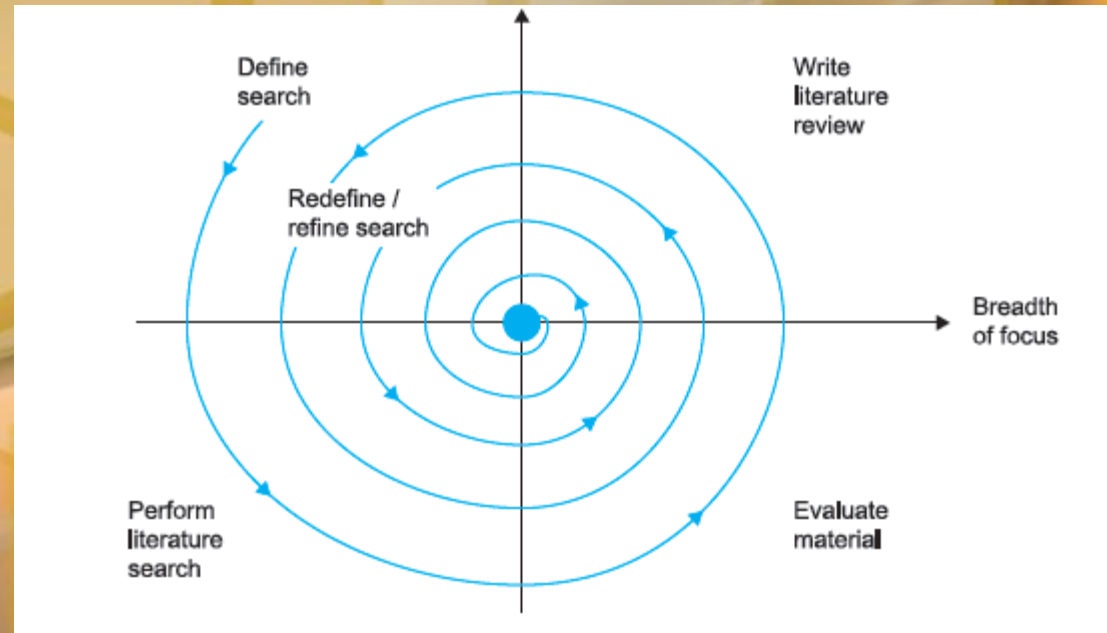 Define
search
Write
literature
review
Redefine /
refine search
Breadth
of focus
Perform
literature
search
Evaluate
material